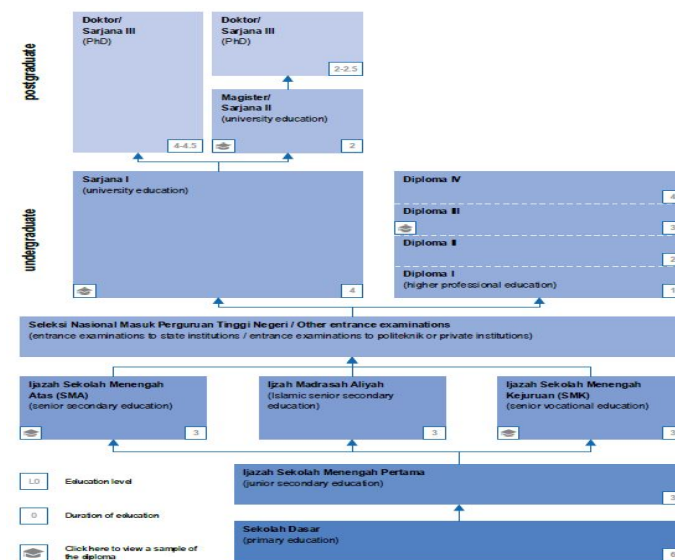 postgraduate
Doktor/
Sarjana III
(PhD)
4-4.5
Doktor/
Sarjana III
(PhD)
2-2.5
Magister/
Sarjana II
(university education)
2
undergraduate
Sarjana I
(university education)
4
Diploma IV
4
Diploma III
3
Diploma II
2
Diploma I
(higher professional education)
1
Seleksi Nasional Masuk Perguruan Tinggi Negeri / Other entrance examinations
(entrance examinations to state institutions / entrance examinations to politeknik or private institutions)
Ijazah Sekolah Menengah
Atas (SMA)
(senior secondary education)
3
Ijzah Madrasah Aliyah
(Islamic senior secondary
education)
3
Ijazah Sekolah Menengah
Kejuruan (SMK)
(senior vocational education)
3
Ijazah Sekolah Menengah Pertama
(junior secondary education)
3
Sekolah Dasar
(primary education)
6
L0 Education level
0 Duration of education
Click here to view a sample of
the diploma